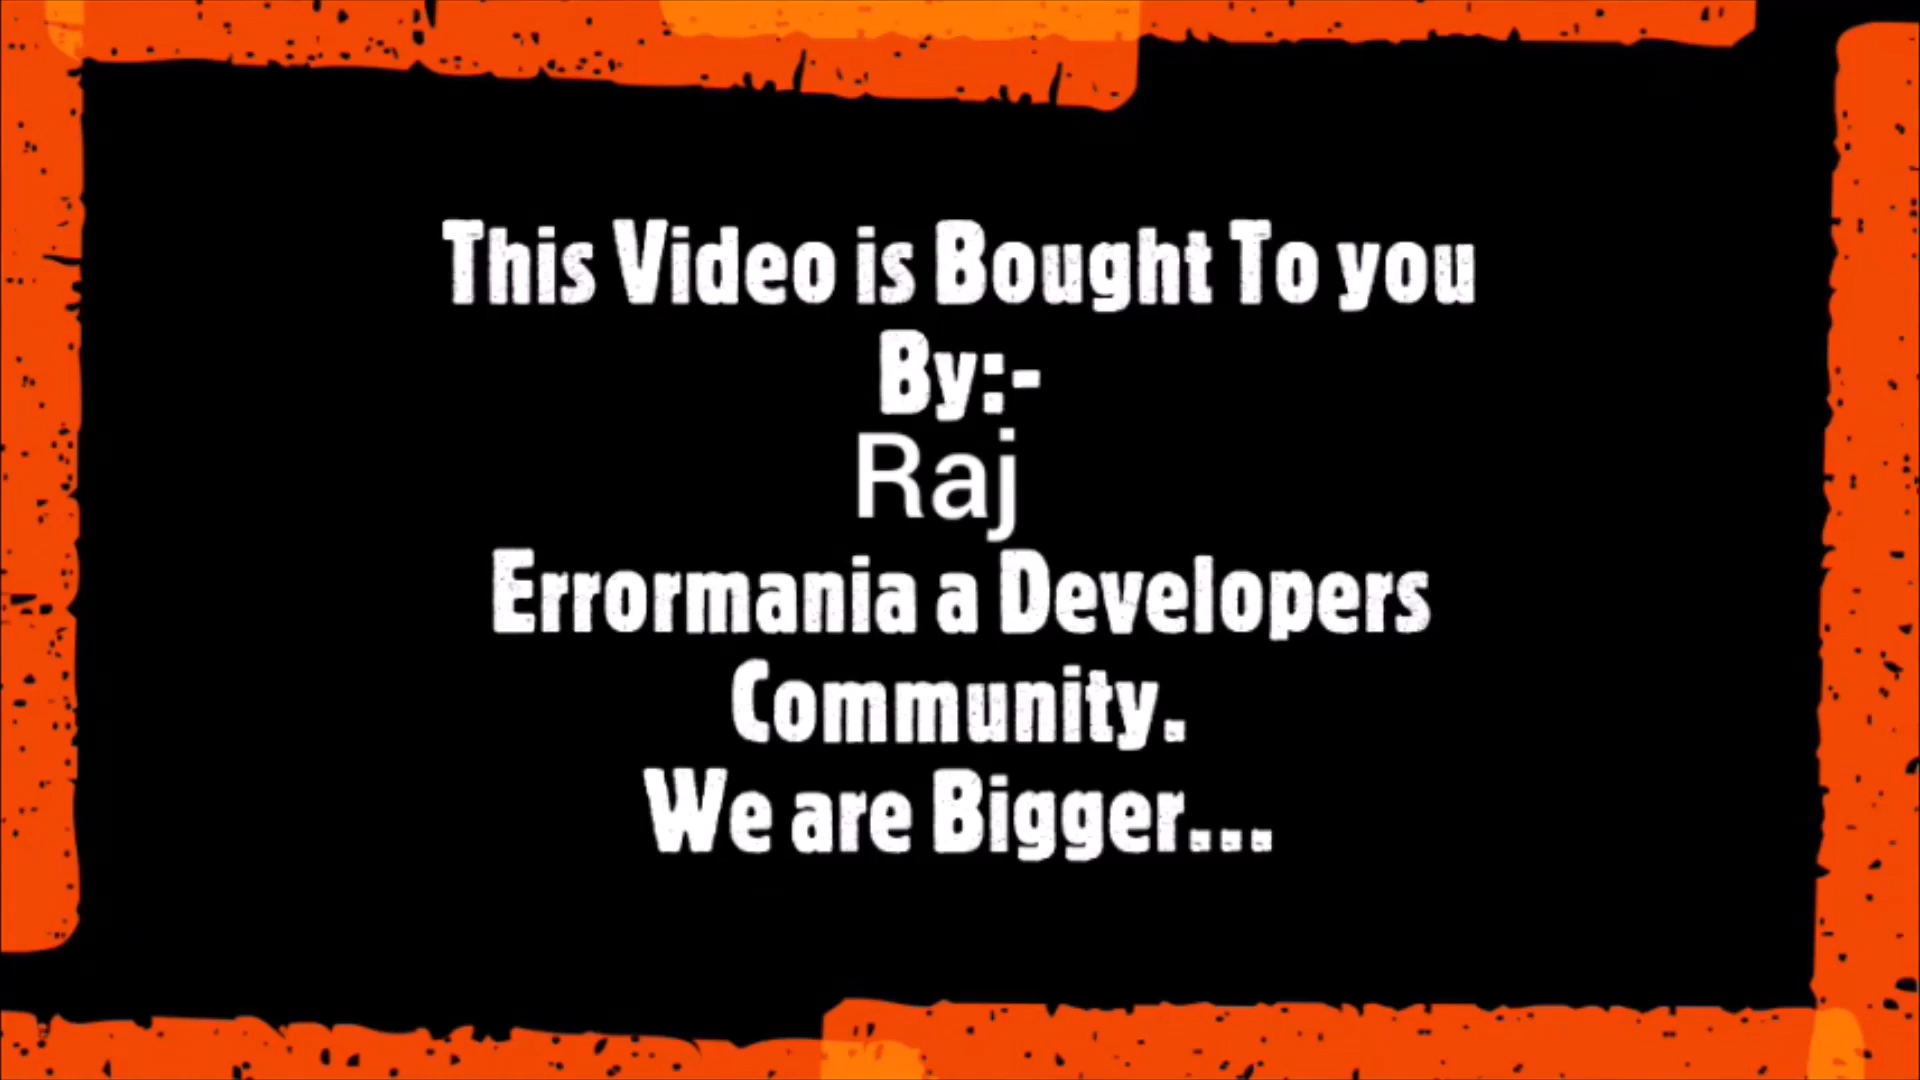 This Video is Bought To you
By:-
Raj
Errormania a Developers
Community.
We are Bigger...